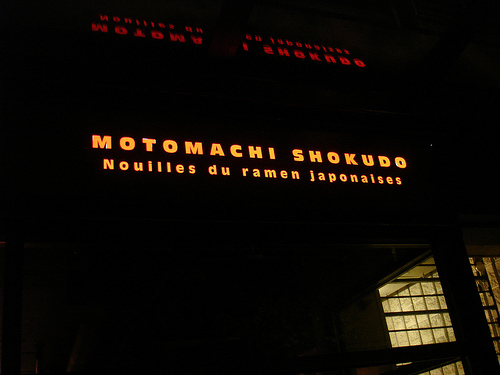 MOTOMACHI SHOKUDO
Nouilles du ramen japonaises